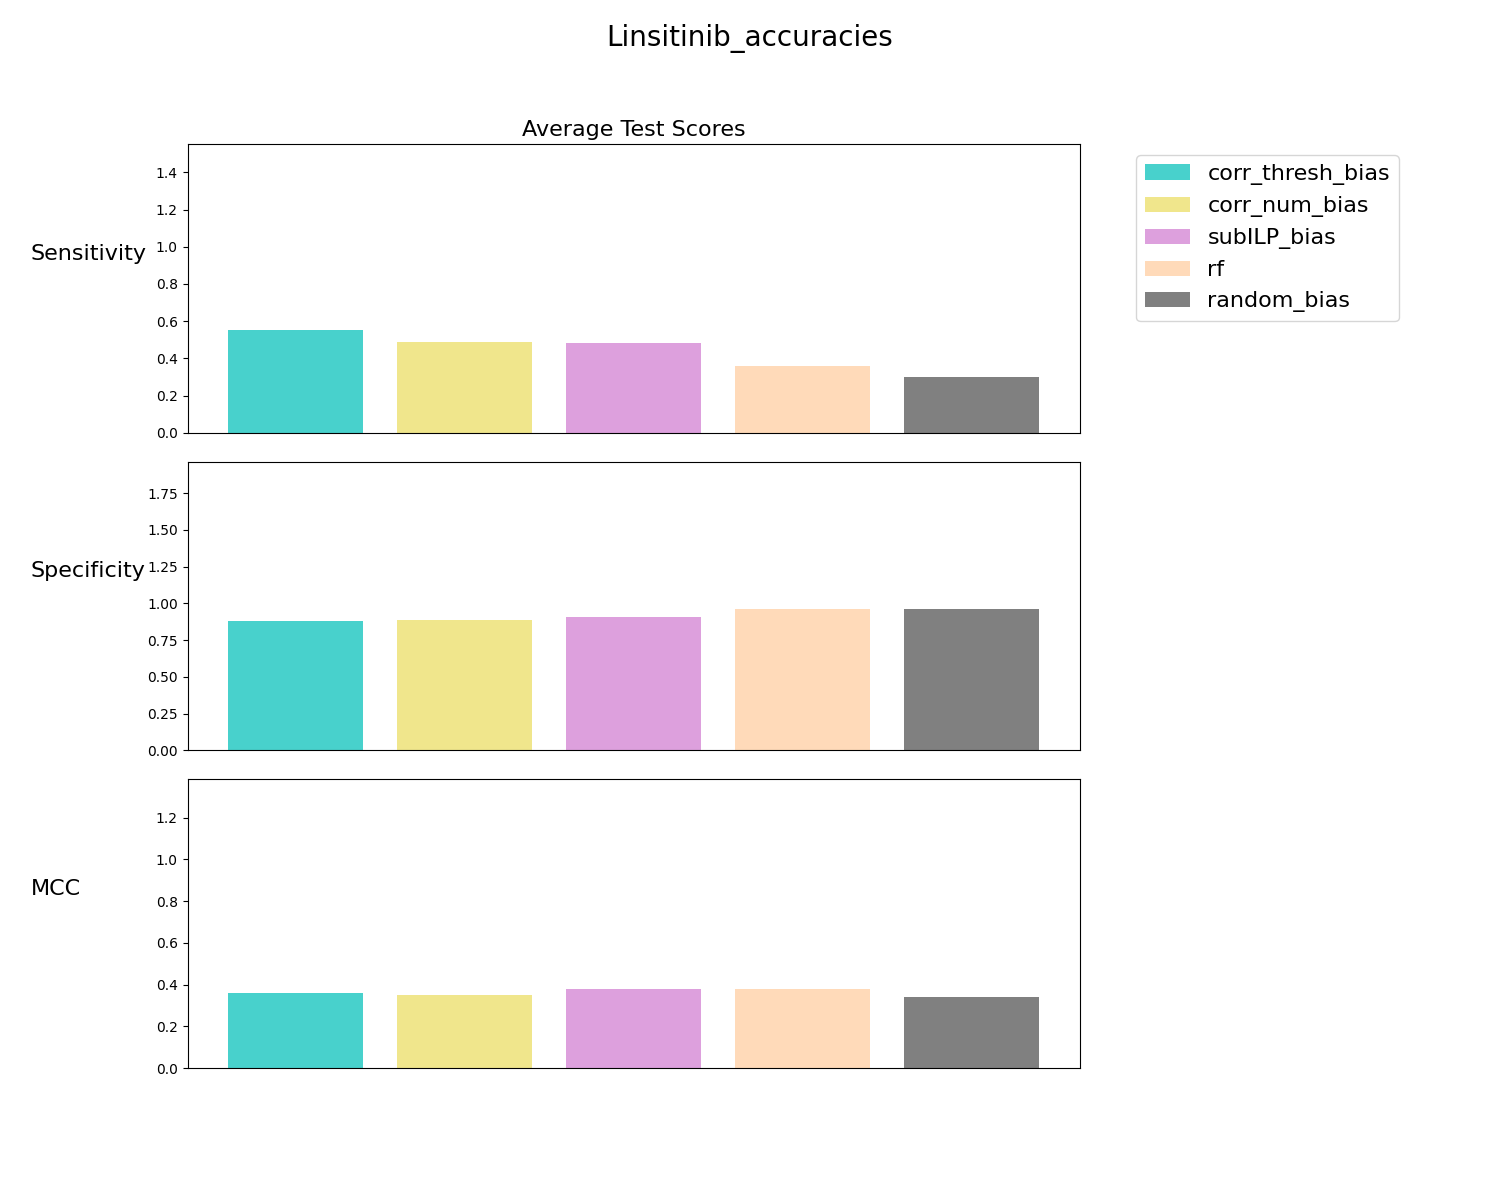 Linsitinib_accuracies
Average Test Scores
Sensitivity
1.4
1.2
1.0
0.8
0.6
0.4
0.2
0.0
corr_thresh_bias
corr_num_bias
subILP_bias
rf
random_bias
Specificity
1.75
1.50
1.25
1.00
0.75
0.50
0.25
0.00
MCC
1.2
1.0
0.8
0.6
0.4
0.2
0.0